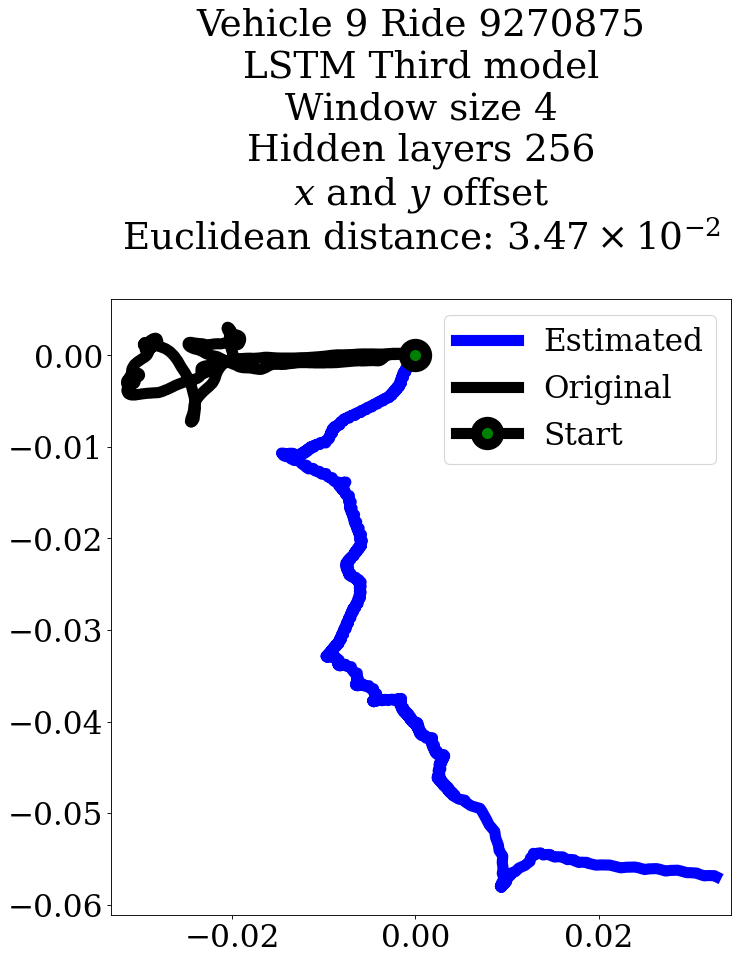 Vehicle 9 Ride 9270875
LSTM Third model
Window size 4
Hidden layers 256
x and y offset
Euclidean distance: 3.47 × 10⁻²
Estimated
Original
Start
0.00
−0.01
−0.02
−0.03
−0.04
−0.05
−0.06
−0.02 0.00 0.02